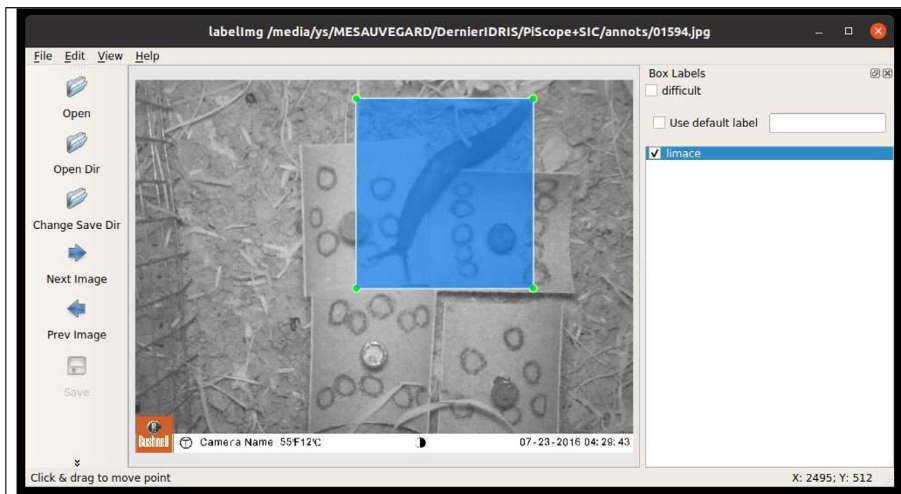 labelImg /media/ys/MESAUVEGARD/DernierIDRIS/PiScope+SIC/annots/01594.jpg
File Edit View Help
Open
Open Dir
Change Save Dir
Next Image
Prev Image
Save
Bushnell Camera Name 55°F12°C 07-23-2016 04:29:43
Box Labels
difficult
Use default label
limace
Click & drag to move point X: 2495; Y: 512